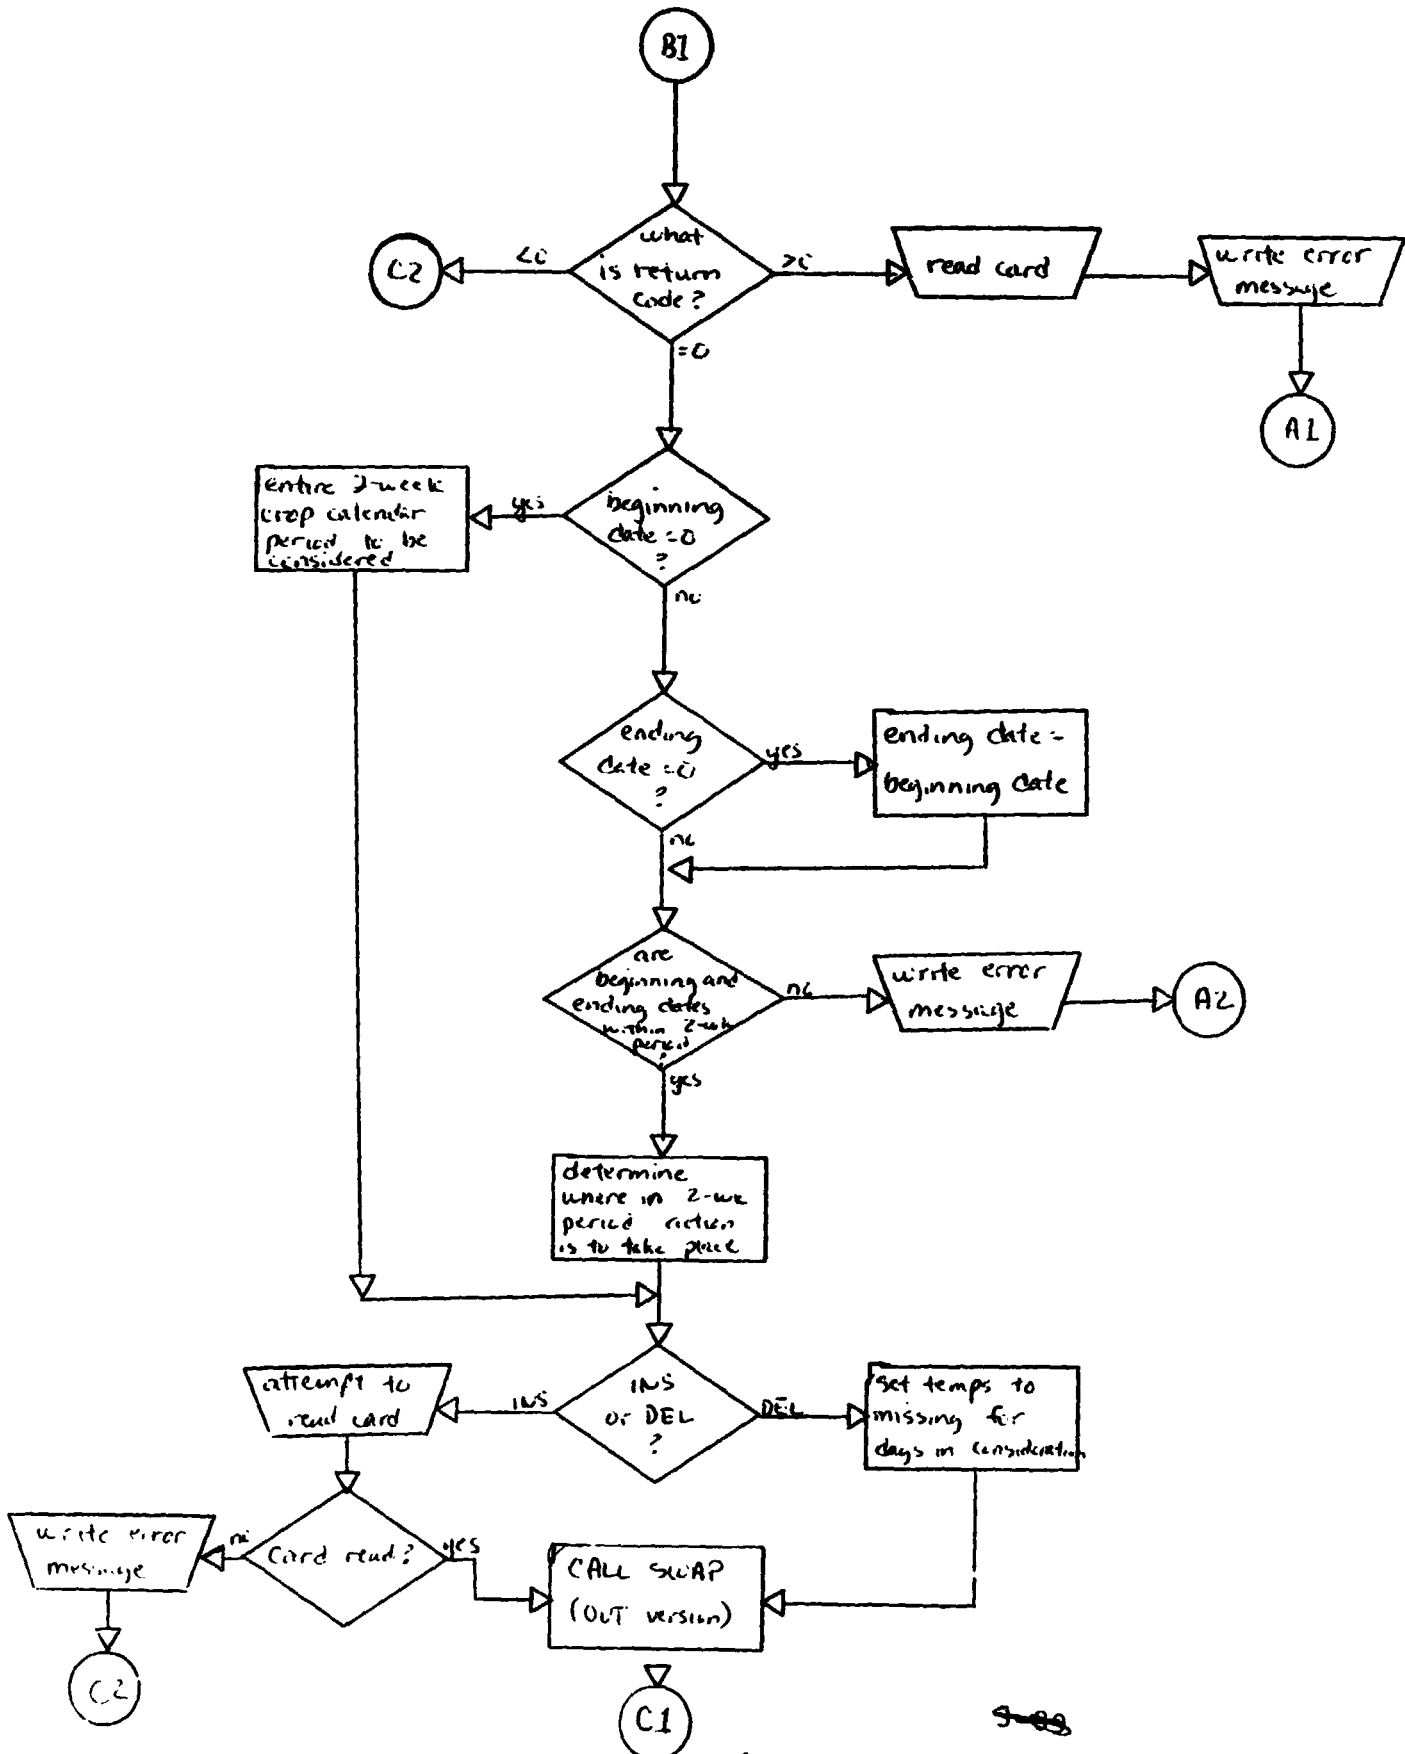 B1
what
is return
code?
<0
>0
=0
C2
read card
write error
message
A1
beginning
date=0
?
yes
no
Entire 2-week
crop calendar
period to be
considered
ending
date=0
?
yes
no
ending date=
beginning date
are
beginning and
ending dates
within 2-wk
period
?
no
yes
write error
message
A2
determine
where in 2-wk
period action
is to take place
INS
or DEL
?
INS
DEL
attempt to
read card
set temps to
missing for
days in consideration
Card read?
no
yes
write error
message
C2
CALL SWAP
(OUT version)
C1